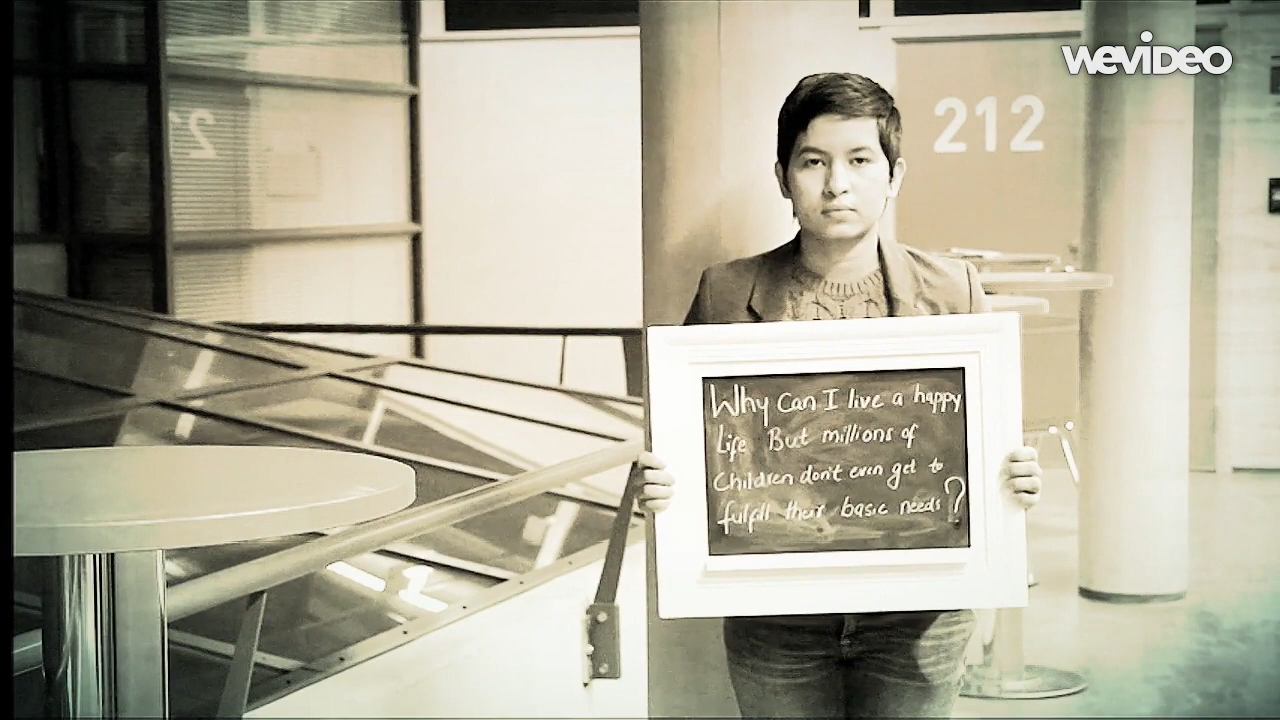 WEVIDEO
212
2
Why Can I live a happy
Life But millions of
Children don't even get to
fulfill their basic needs?